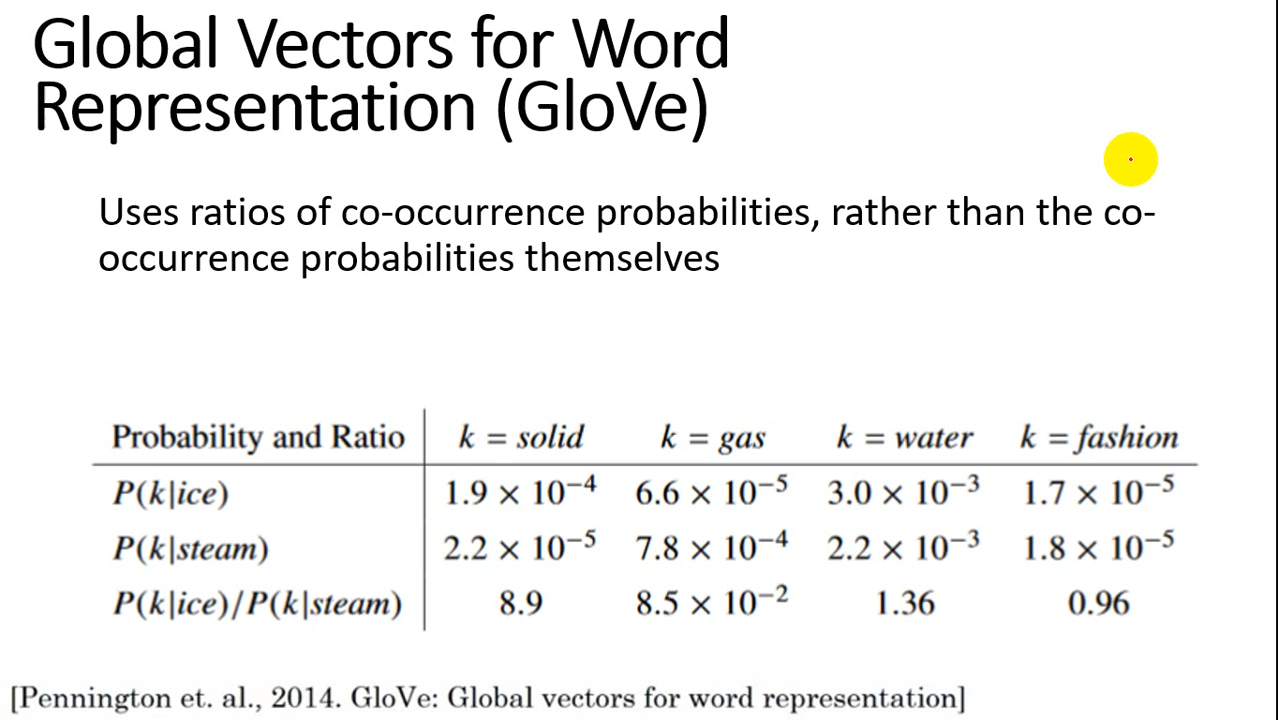 Global Vectors for Word
Representation (GloVe)
Uses ratios of co-occurrence probabilities, rather than the co-
occurrence probabilities themselves
Probability and Ratio k = solid k = gas k = water k = fashion
P(k|ice) 1.9 × 10⁻⁴ 6.6 × 10⁻⁵ 3.0 × 10⁻³ 1.7 × 10⁻⁵
P(k|steam) 2.2 × 10⁻⁵ 7.8 × 10⁻⁴ 2.2 × 10⁻³ 1.8 × 10⁻⁵
P(k|ice)/P(k|steam) 8.9 8.5 × 10⁻² 1.36 0.96
[Pennington et. al., 2014. GloVe: Global vectors for word representation]